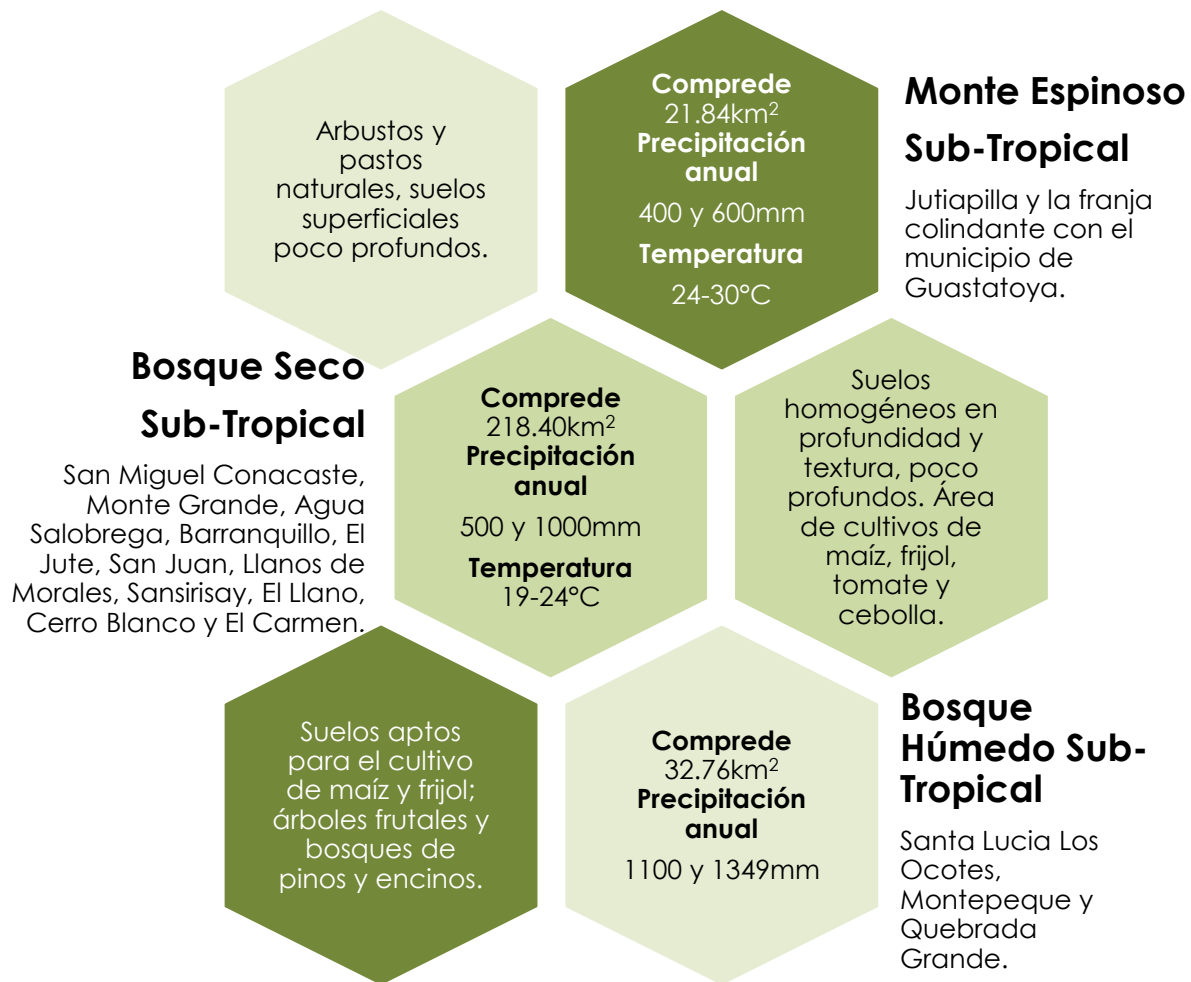 Arbustos y
pastos
naturales, suelos
superficiales
poco profundos.
Comprede
21.84km²
Precipitación
anual
400 y 600mm
Temperatura
24-30°C
Monte Espinoso
Sub-Tropical
Jutiapilla y la franja
colindante con el
municipio de
Guastatoya.
Bosque Seco
Sub-Tropical
San Miguel Conacaste,
Monte Grande, Agua
Salobrega, Barranquillo, El
Jute, San Juan, Llanos de
Morales, Sansirisay, El Llano,
Cerro Blanco y El Carmen.
Comprede
218.40km²
Precipitación
anual
500 y 1000mm
Temperatura
19-24°C
Suelos
homogéneos en
profundidad y
textura, poco
profundos. Área
de cultivos de
maíz, frijol,
tomate y
cebolla.
Suelos aptos
para el cultivo
de maíz y frijol;
árboles frutales y
bosques de
pinos y encinos.
Comprede
32.76km²
Precipitación
anual
1100 y 1349mm
Bosque
Húmedo Sub-
Tropical
Santa Lucia Los
Ocotes,
Montepeque y
Quebrada
Grande.